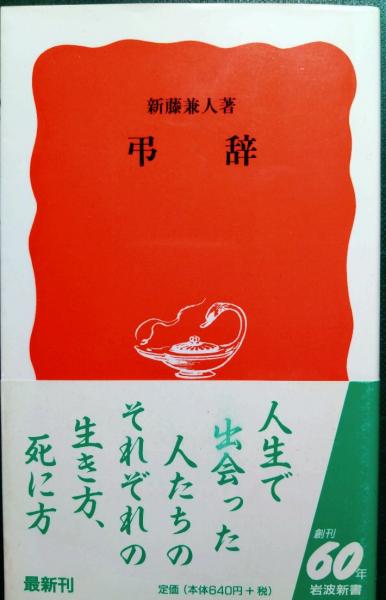 新藤兼人著
弔辞
人生で
出会った
人たちの
それぞれの
生き方、
死に方
最新刊
定価（本体640円+税）
創刊
60年
岩波新書